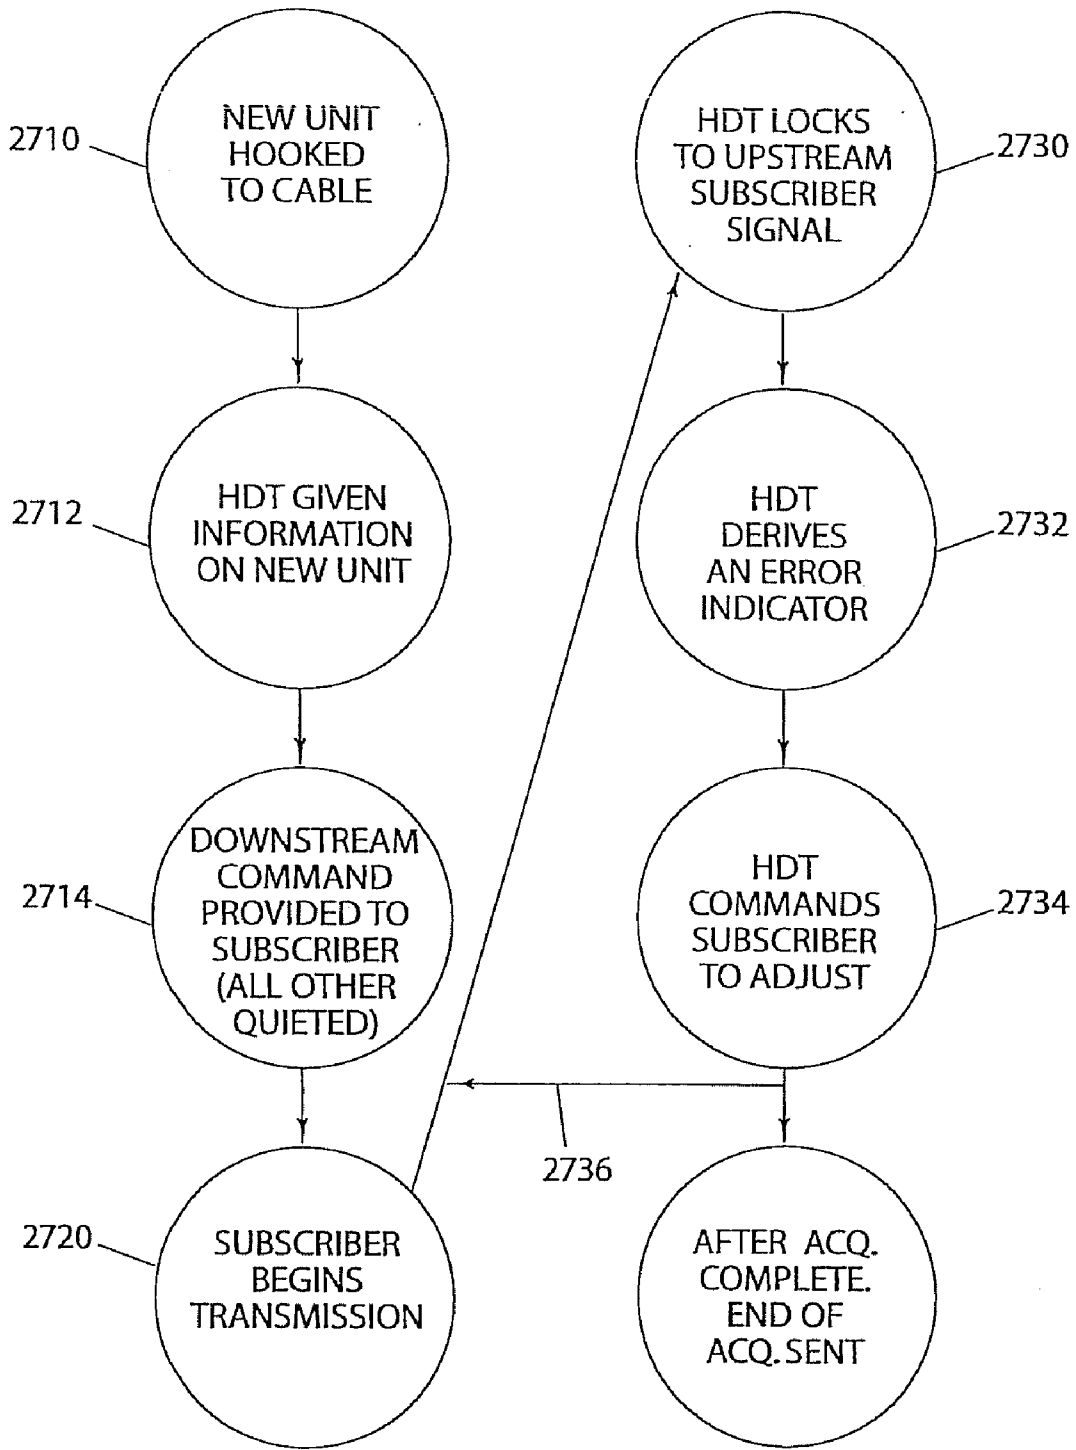 2710
NEW UNIT
HOOKED
TO CABLE
2712
HDT GIVEN
INFORMATION
ON NEW UNIT
2714
DOWNSTREAM
COMMAND
PROVIDED TO
SUBSCRIBER
(ALL OTHER
QUIETED)
2720
SUBSCRIBER
BEGINS
TRANSMISSION
HDT LOCKS
TO UPSTREAM
SUBSCRIBER
SIGNAL
2730
HDT
DERIVES
AN ERROR
INDICATOR
2732
HDT
COMMANDS
SUBSCRIBER
TO ADJUST
2734
2736
AFTER ACQ.
COMPLETE.
END OF
ACQ. SENT